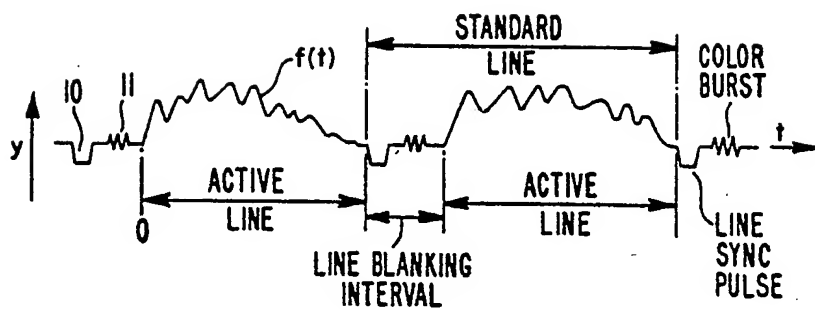 STANDARD
LINE
f(t)
COLOR
BURST
10
11
y
t
ACTIVE
LINE
ACTIVE
LINE
0
LINE BLANKING
INTERVAL
LINE
SYNC
PULSE